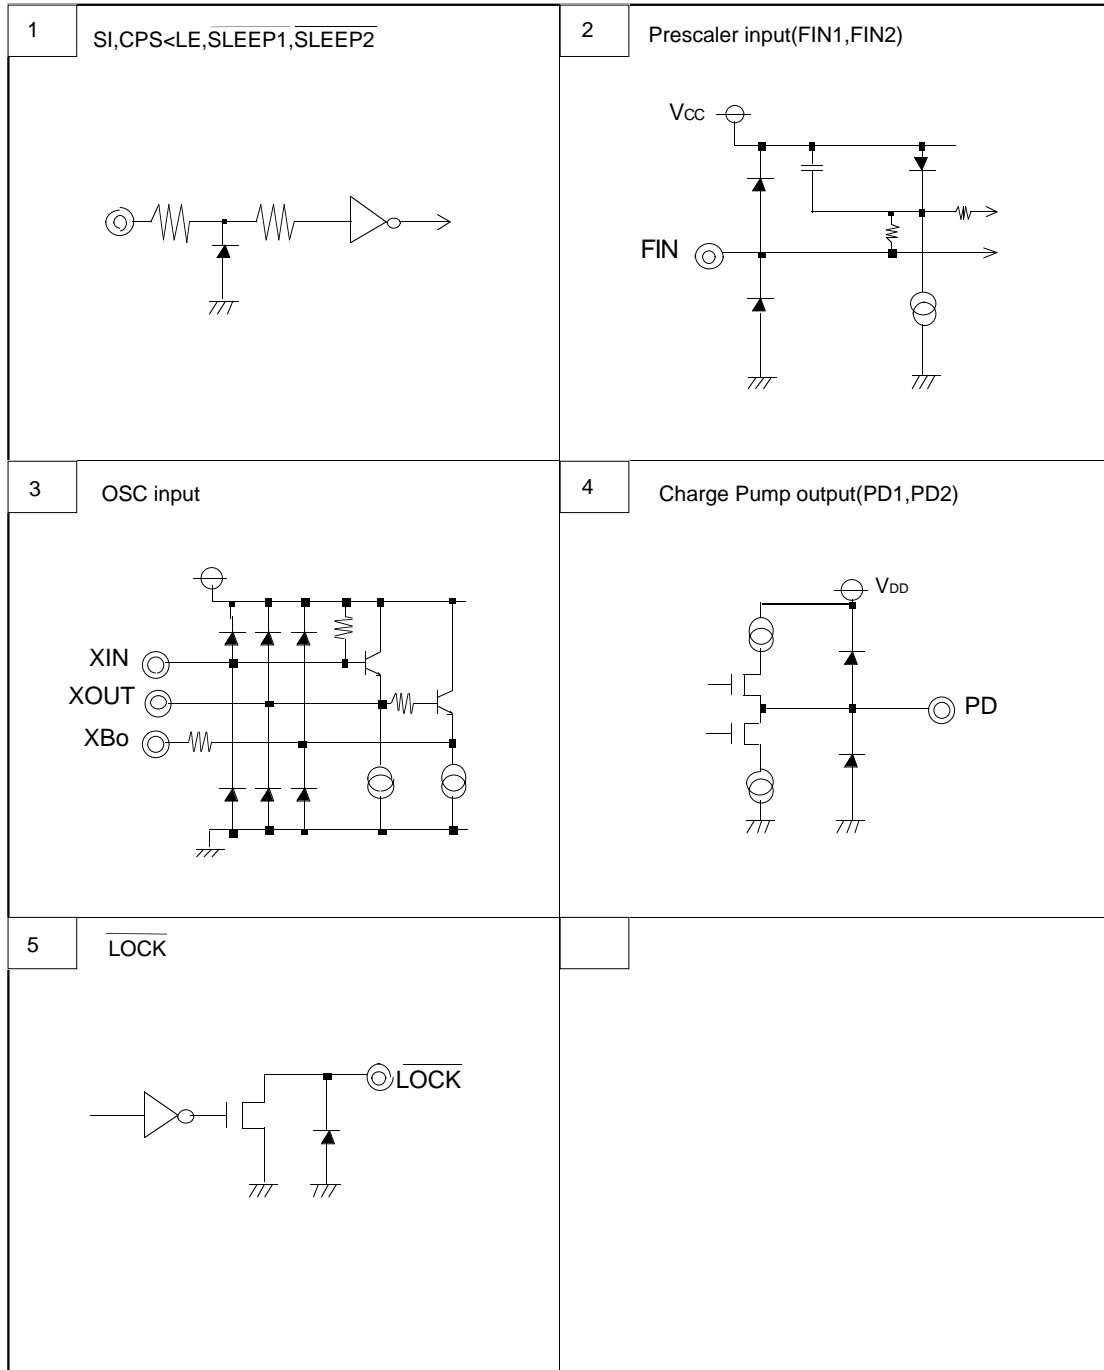 1
SI,CPS<LE,SLEEP1,SLEEP2
2
Prescaler input(FIN1,FIN2)
VCC
FIN
3
OSC input
XIN
XOUT
XBo
4
Charge Pump output(PD1,PD2)
VDD
PD
5
LOCK
LOCK